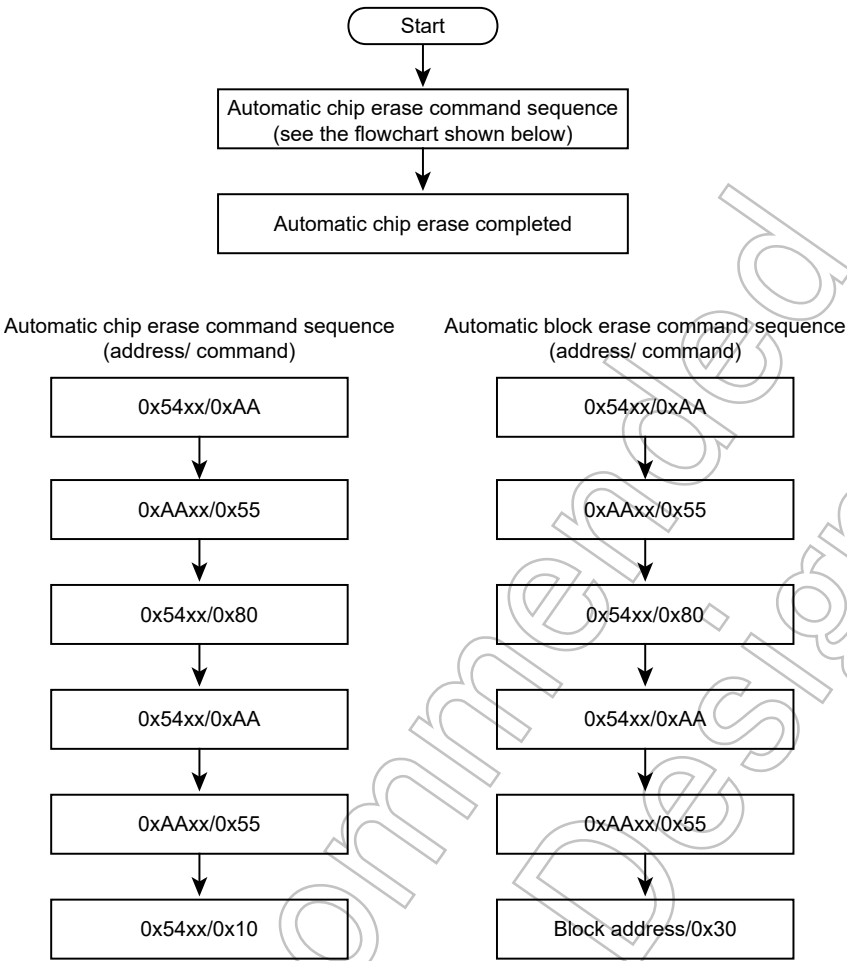 Start
Automatic chip erase command sequence
(see the flowchart shown below)
Automatic chip erase completed
Automatic chip erase command sequence
(address/ command)
0x54xx/0xAA
0xAAxx/0x55
0x54xx/0x80
0x54xx/0xAA
0xAAxx/0x55
0x54xx/0x10
Automatic block erase command sequence
(address/ command)
0x54xx/0xAA
0xAAxx/0x55
0x54xx/0x80
0x54xx/0xAA
0xAAxx/0x55
Block address/0x30
ommended
Desig